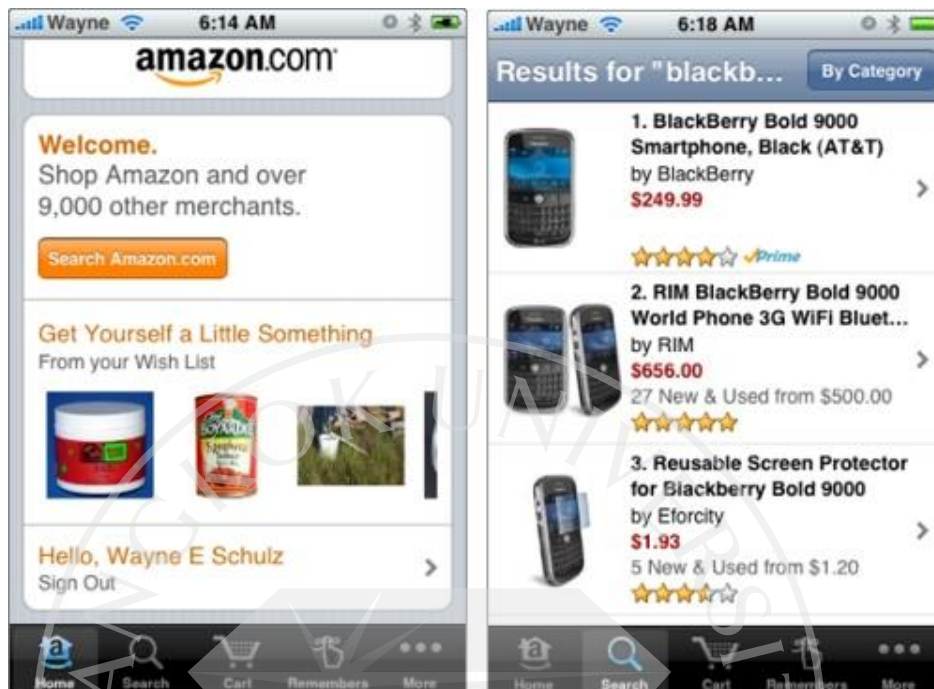 Wayne 6:14 AM
amazon.com
Welcome.
Shop Amazon and over
9,000 other merchants.
Search Amazon.com
Get Yourself a Little Something
From your Wish List
Hello, Wayne E Schulz
Sign Out
Home Search Cart Remembers More
Wayne 6:18 AM
Results for "blackb... By Category
1. BlackBerry Bold 9000
Smartphone, Black (AT&T)
by BlackBerry
$249.99
Prime
2. RIM BlackBerry Bold 9000
World Phone 3G WiFi Bluet...
by RIM
$656.00
27 New & Used from $500.00
3. Reusable Screen Protector
for Blackberry Bold 9000
by Eforcity
$1.93
5 New & Used from $1.20
Home Search Cart Remembers More